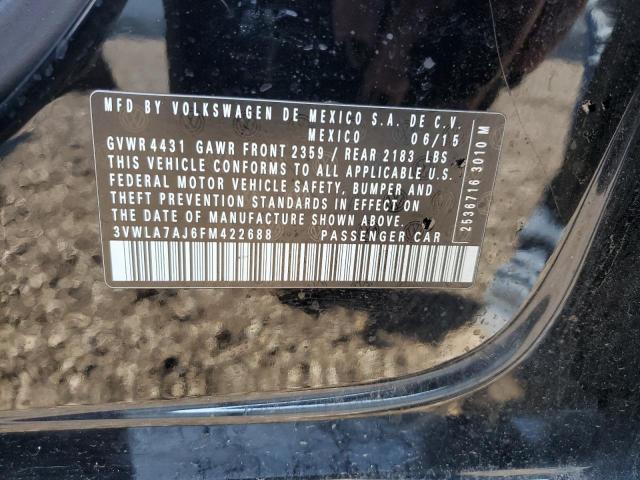 MFD BY VOLKSWAGEN DE MEXICO S.A. DE C.V.
MEXICO 06/15
GVWR 4431 GAWR FRONT 2359 / REAR 2183 LBS
THIS VEHICLE CONFORMS TO ALL APPLICABLE U.S.
FEDERAL MOTOR VEHICLE SAFETY, BUMPER AND
THEFT PREVENTION STANDARDS IN EFFECT ON
THE DATE OF MANUFACTURE SHOWN ABOVE.
3VWLA7AJ6FM422688 PASSENGER CAR
2536716 3010 M